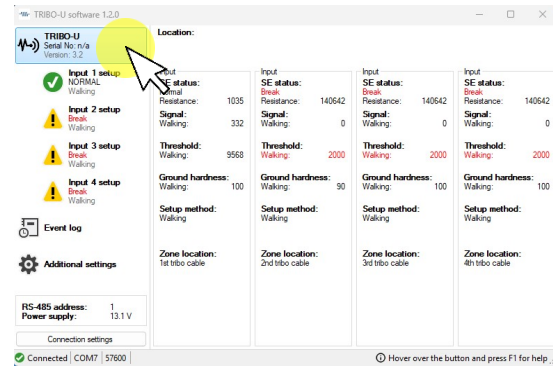 TRIBO-U software 1.2.0
TRIBO-U
Serial No: n/a
Version: 3.2
Input 1 setup
NORMAL
Walking
Input 2 setup
Break
Walking
Input 3 setup
Break
Walking
Input 4 setup
Break
Walking
Event log
Additional settings
RS-485 address: 1
Power supply: 13.1 V
Connection settings
Location:
Input
SE status:
Normal
Resistance: 1035
Signal:
Walking: 332
Threshold:
Walking: 9568
Ground hardness:
Walking: 100
Setup method:
Walking
Zone location:
1st tribo cable
Input
SE status:
Break
Resistance: 140642
Signal:
Walking: 0
Threshold:
Walking: 2000
Ground hardness:
Walking: 90
Setup method:
Walking
Zone location:
2nd tribo cable
Input
SE status:
Break
Resistance: 140642
Signal:
Walking: 0
Threshold:
Walking: 2000
Ground hardness:
Walking: 100
Setup method:
Walking
Zone location:
3rd tribo cable
Input
SE status:
Break
Resistance: 140642
Signal:
Walking: 0
Threshold:
Walking: 2000
Ground hardness:
Walking: 100
Setup method:
Walking
Zone location:
4th tribo cable
Connected COM7 57600
Hover over the button and press F1 for help